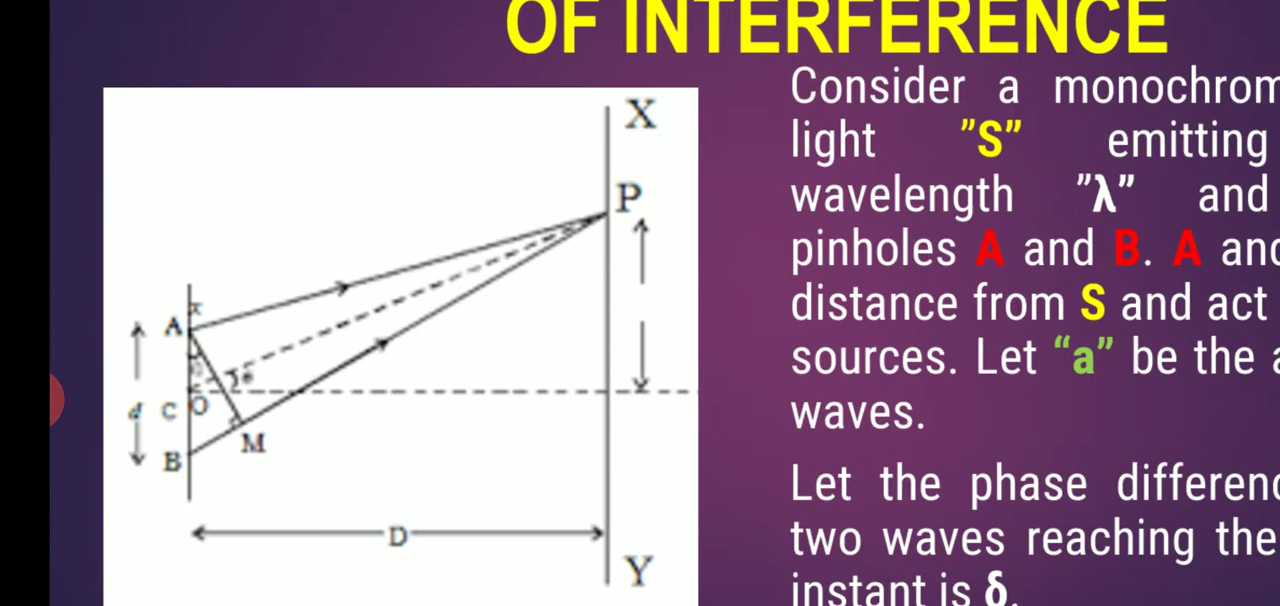 OF INTERFERENCE
Consider a monochrom
light "S" emitting
wavelength "λ" and
pinholes A and B. A and
distance from S and act
sources. Let "a" be the a
waves.
Let the phase differenc
two waves reaching the
instant is δ.
X
P
A
d C O
M
B
D
Y